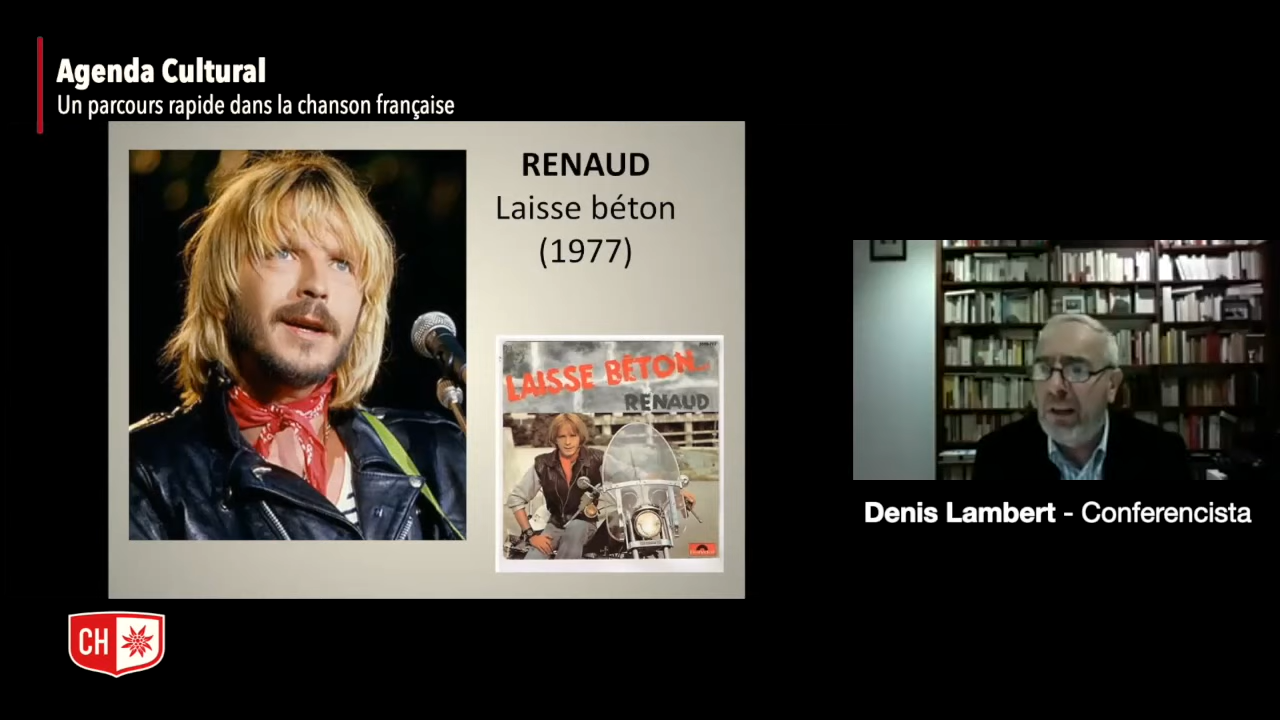 Agenda Cultural
Un parcours rapide dans la chanson française
RENAUD
Laisse béton
(1977)
LAISSE BÉTON...
RENAUD
Denis Lambert - Conferencista
CH